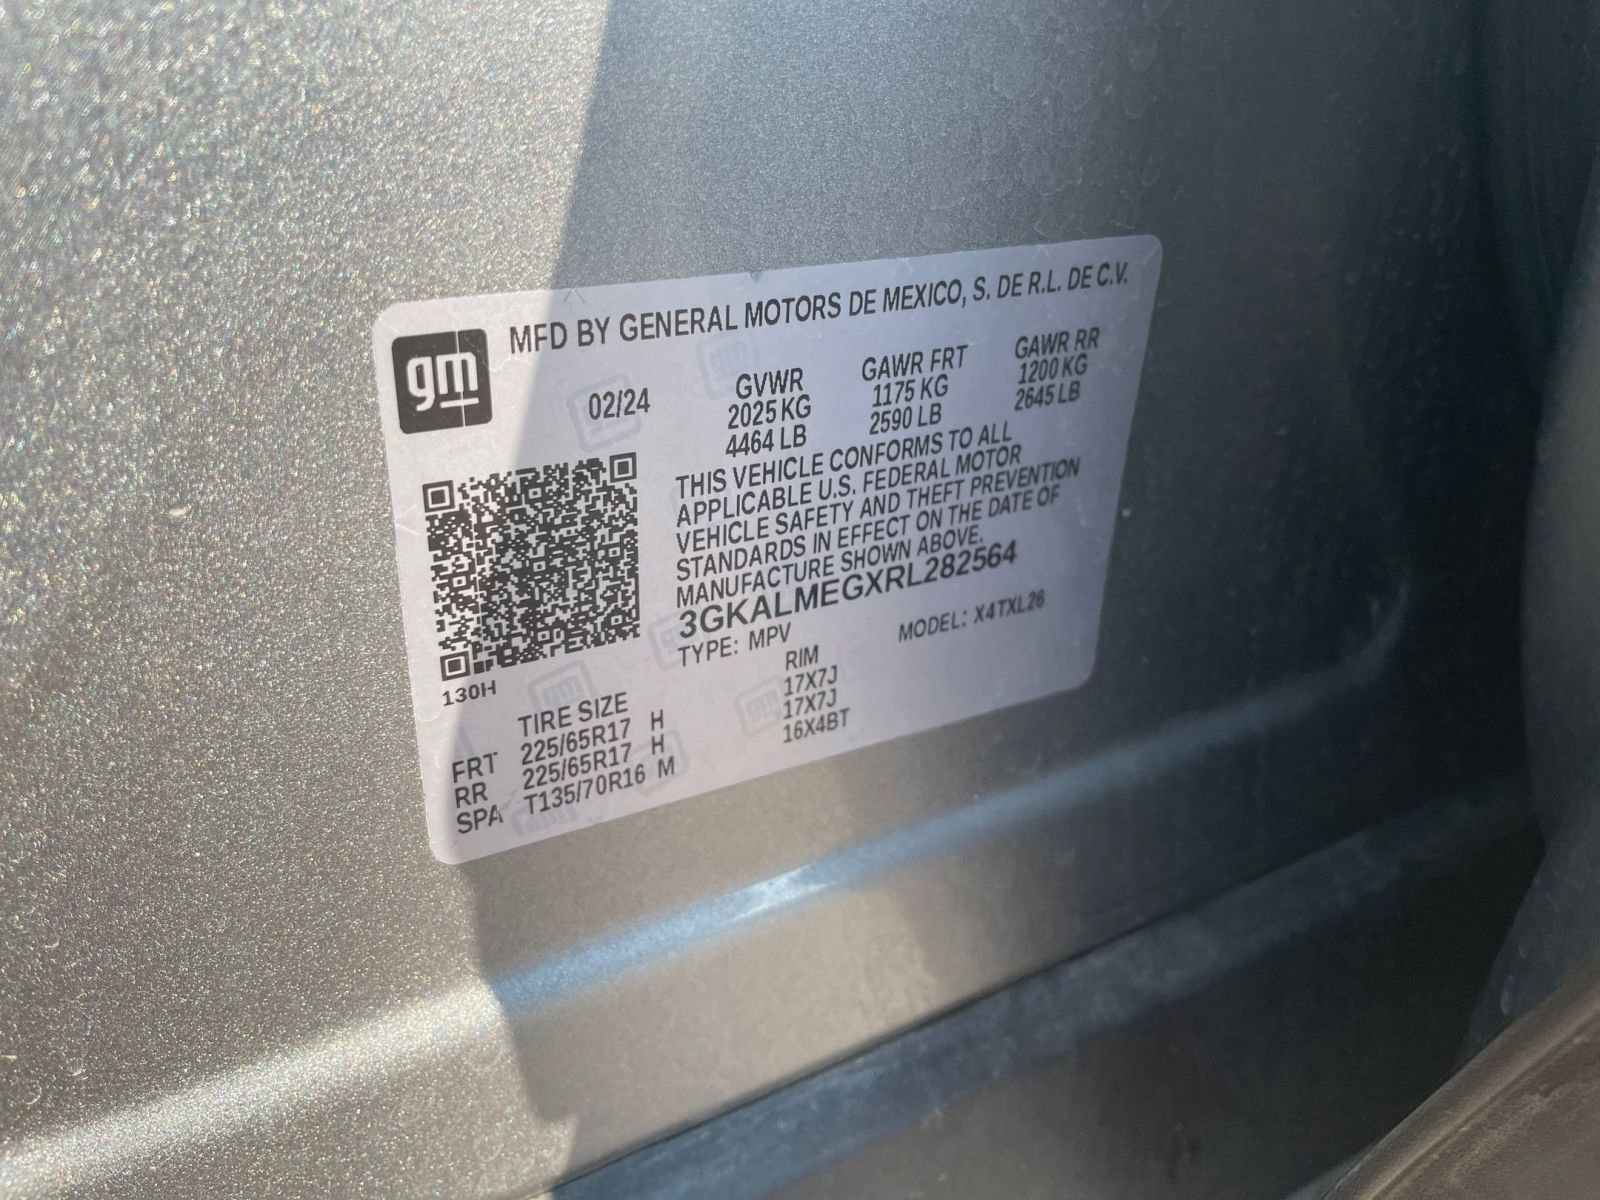 gm
MFD BY GENERAL MOTORS DE MEXICO, S. DE R.L. DE C.V.
02/24
GVWR GAWR FRT GAWR RR
2025 KG 1175 KG 1200 KG
4464 LB 2590 LB 2645 LB
THIS VEHICLE CONFORMS TO ALL
APPLICABLE U.S. FEDERAL MOTOR
VEHICLE SAFETY AND THEFT PREVENTION
STANDARDS IN EFFECT ON THE DATE OF
MANUFACTURE SHOWN ABOVE.
3GKALMEGXRL282564
TYPE: MPV MODEL: X4TXL26
130H
TIRE SIZE RIM
FRT 225/65R17 H 17X7J
RR 225/65R17 H 17X7J
SPA T135/70R16 M 16X4BT